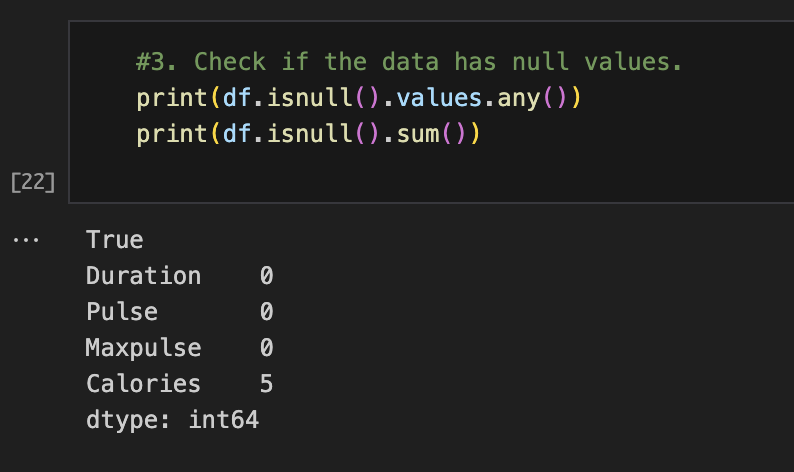 #3. Check if the data has null values.
print(df.isnull().values.any())
print(df.isnull().sum())
[22]
... True
Duration    0
Pulse       0
Maxpulse    0
Calories    5
dtype: int64